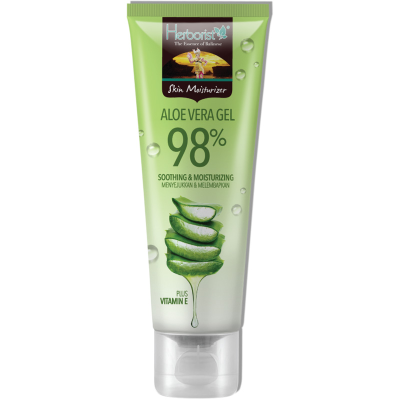 Herborist
The Essence of Balinese
Skin Moisturizer
ALOE VERA GEL
98%
SOOTHING & MOISTURIZING
MENYEJUKKAN & MELEMBAPKAN
PLUS
VITAMIN E